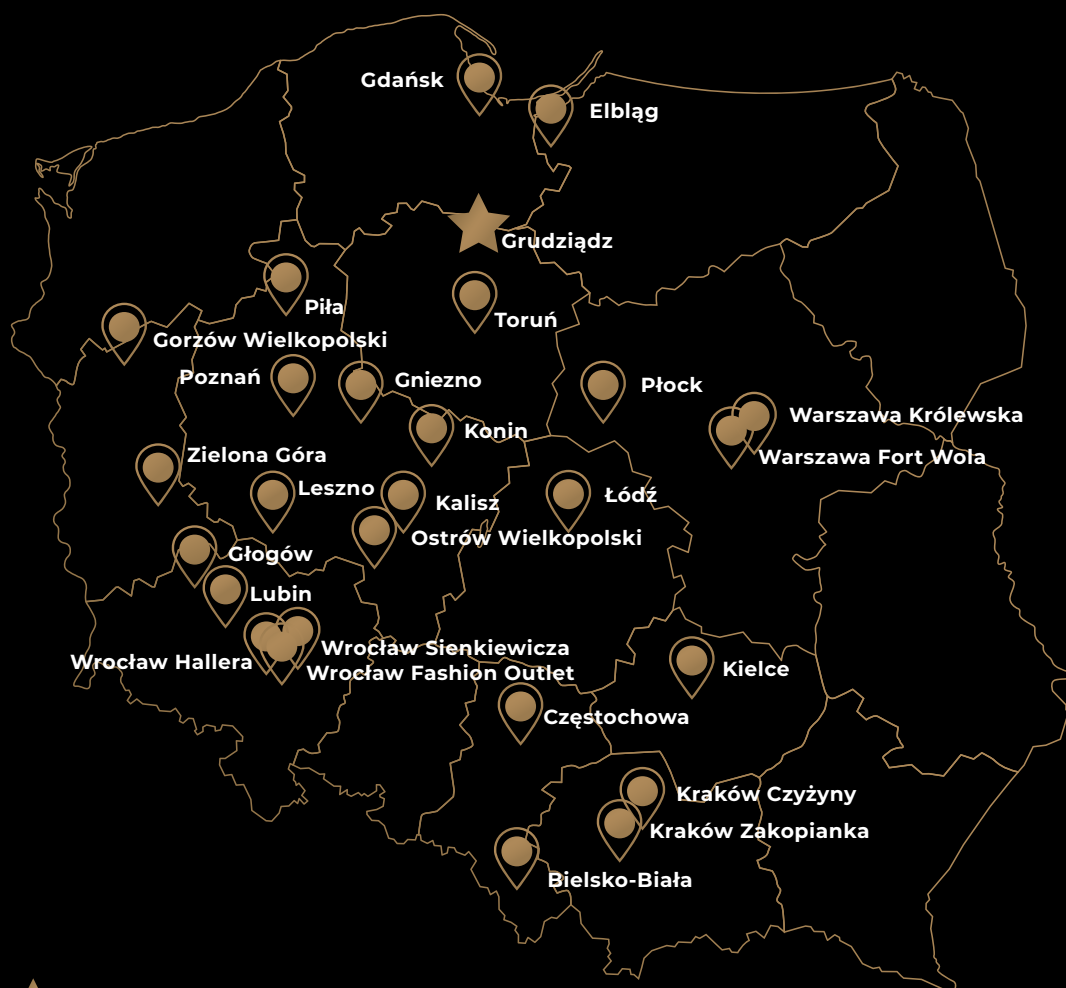 Gdańsk
Elbląg
Grudziądz
Piła
Toruń
Gorzów Wielkopolski
Poznań
Gniezno
Płock
Warszawa Królewska
Konin
Zielona Góra
Warszawa Fort Wola
Leszno
Kalisz
Łódź
Ostrów Wielkopolski
Głogów
Lubin
Wrocław Sienkiewicza
Wrocław Hallera
Wrocław Fashion Outlet
Kielce
Częstochowa
Kraków Czyżyny
Kraków Zakopianka
Bielsko-Biała